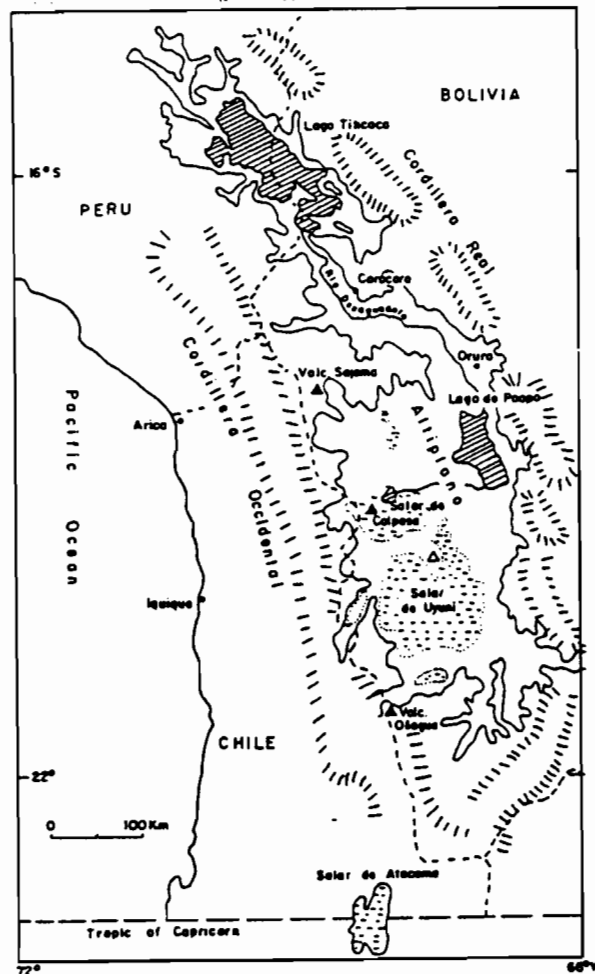 BOLIVIA
Lago Titicaca
16°S
Cordillera
Real
PERU
Corocoro
Rio Desaguadero
Oruro
Cordillera
Occidental
Volc Sajama
Lago de Poopo
Altiplano
Arica
Pacific
Ocean
Salar de
Coipasa
Iquique
Salar
de Uyuni
Volc.
Ollague
CHILE
22°
0 100 Km
Salar de Atacama
Tropic of Capricorn
72°
66°W